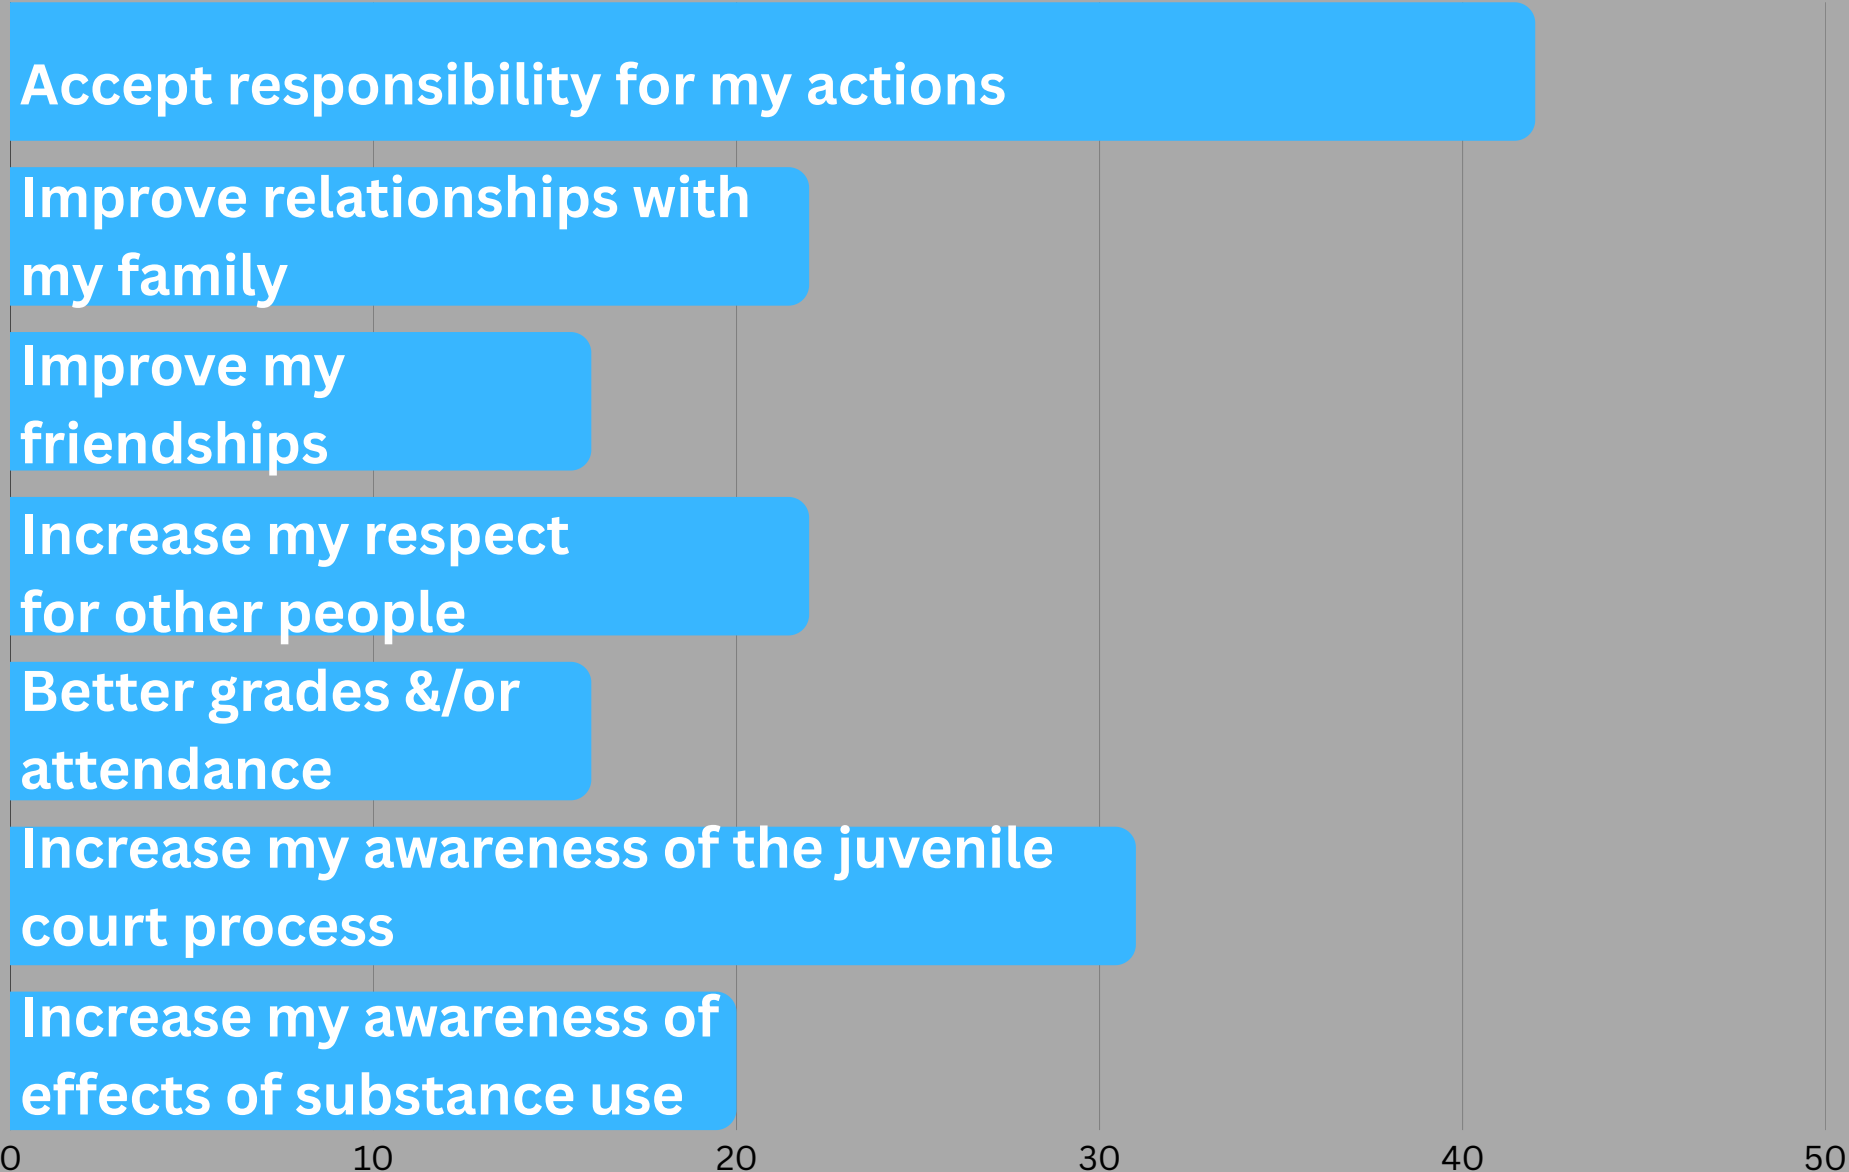 Accept responsibility for my actions
Improve relationships with
my family
Improve my
friendships
Increase my respect
for other people
Better grades &/or
attendance
Increase my awareness of the juvenile
court process
Increase my awareness of
effects of substance use
0 10 20 30 40 50